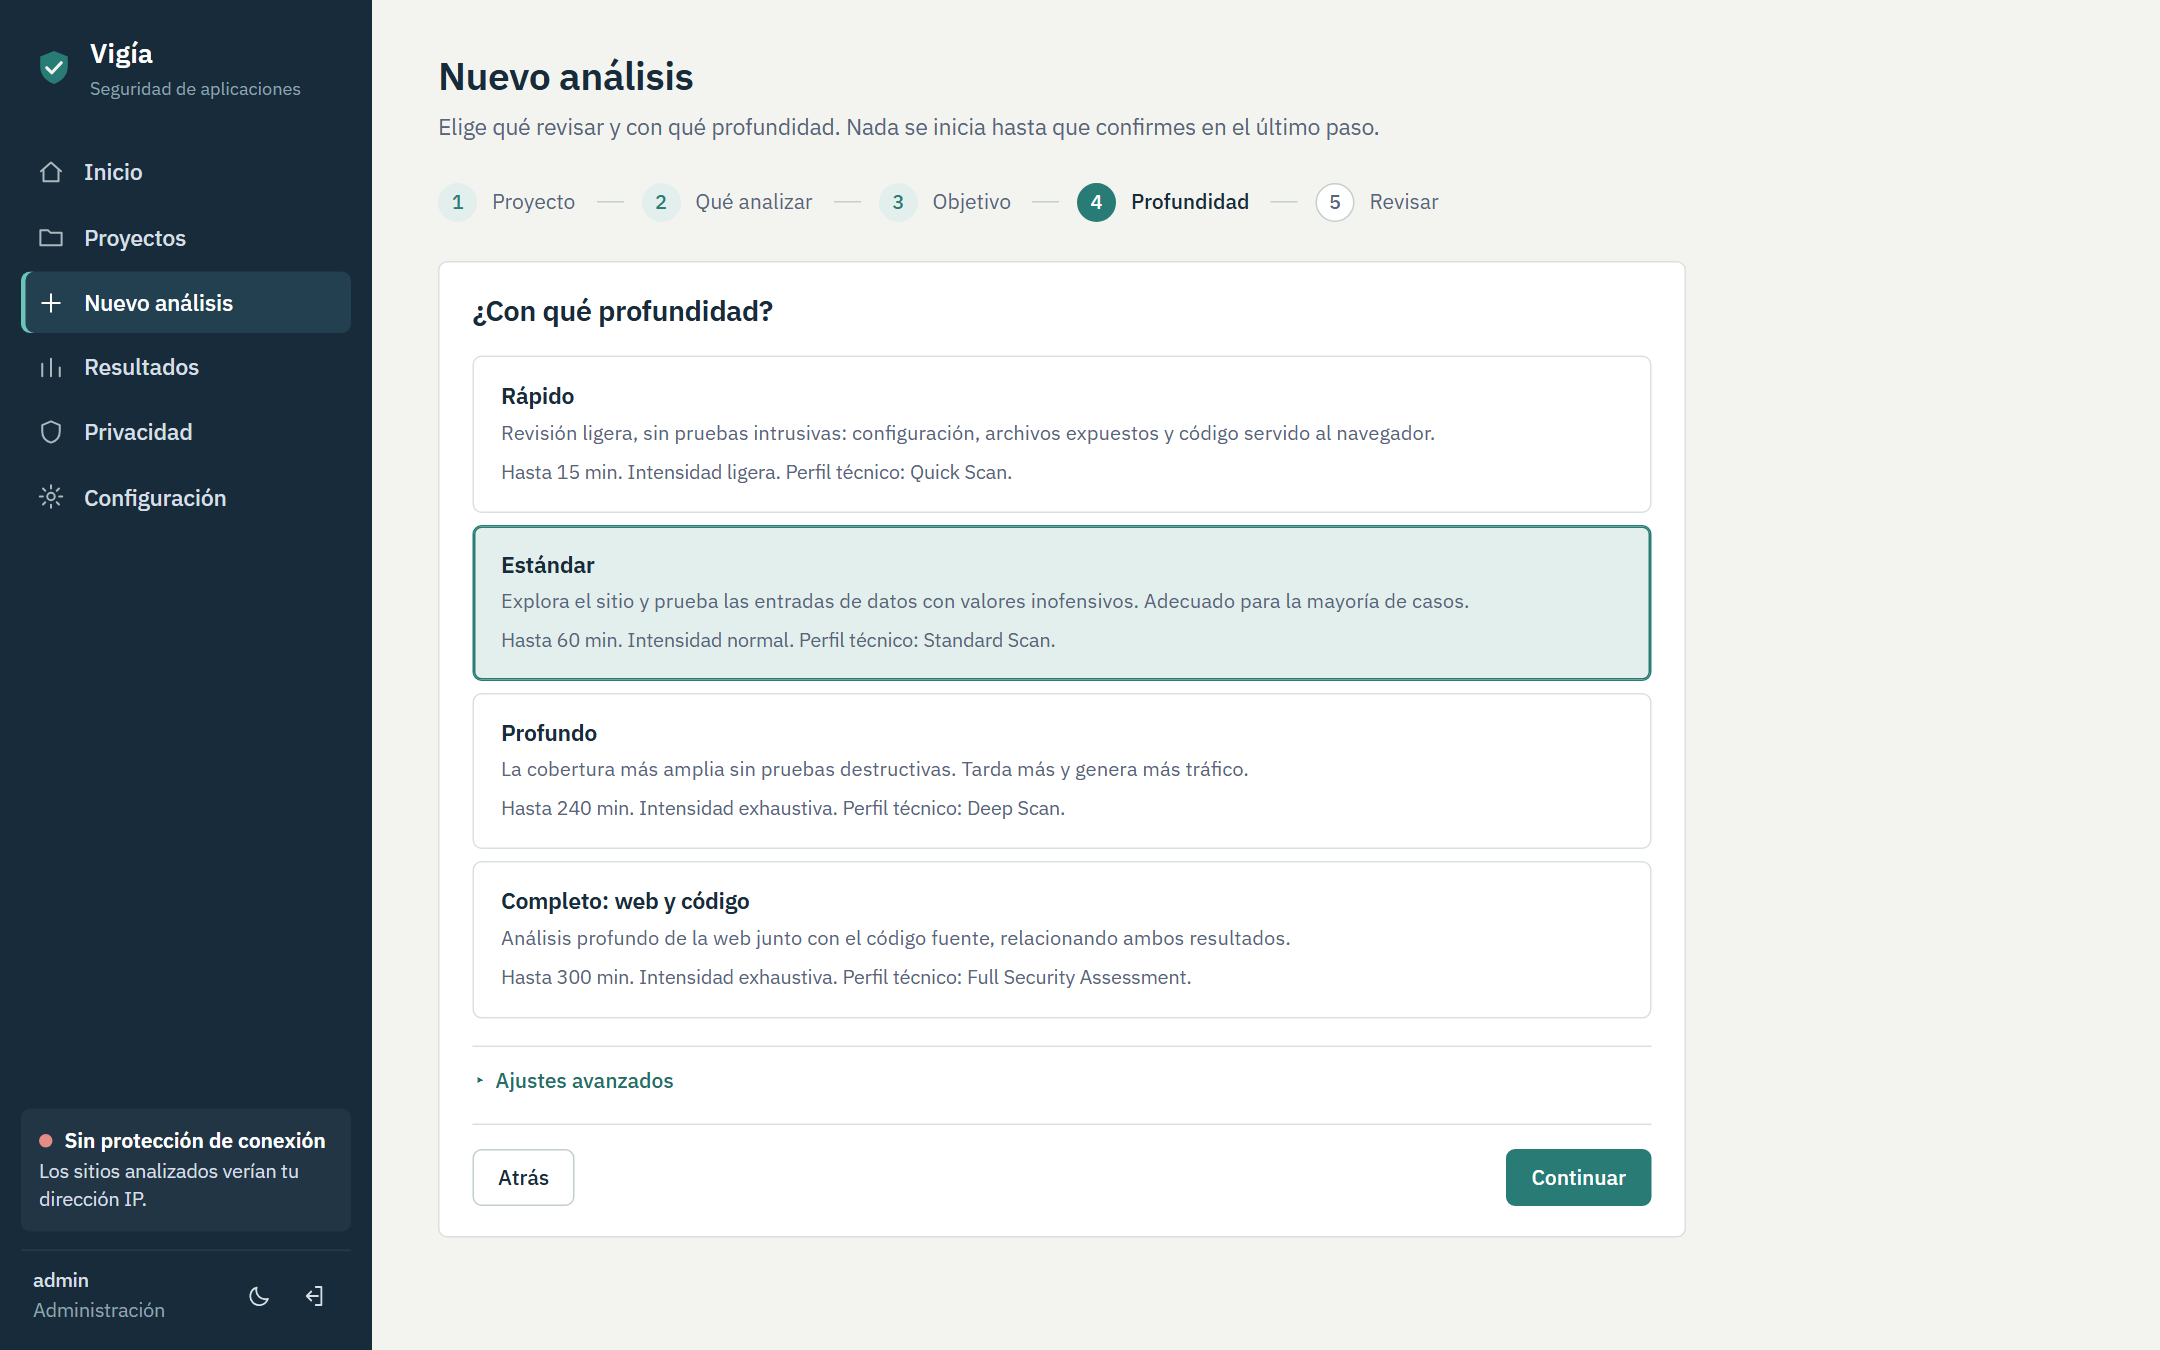 Vigía
Seguridad de aplicaciones
Inicio
Proyectos
Nuevo análisis
Resultados
Privacidad
Configuración
Sin protección de conexión
Los sitios analizados verían tu
dirección IP.
admin
Administración
Nuevo análisis
Elige qué revisar y con qué profundidad. Nada se inicia hasta que confirmes en el último paso.
1 Proyecto 2 Qué analizar 3 Objetivo 4 Profundidad 5 Revisar
¿Con qué profundidad?
Rápido
Revisión ligera, sin pruebas intrusivas: configuración, archivos expuestos y código servido al navegador.
Hasta 15 min. Intensidad ligera. Perfil técnico: Quick Scan.
Estándar
Explora el sitio y prueba las entradas de datos con valores inofensivos. Adecuado para la mayoría de casos.
Hasta 60 min. Intensidad normal. Perfil técnico: Standard Scan.
Profundo
La cobertura más amplia sin pruebas destructivas. Tarda más y genera más tráfico.
Hasta 240 min. Intensidad exhaustiva. Perfil técnico: Deep Scan.
Completo: web y código
Análisis profundo de la web junto con el código fuente, relacionando ambos resultados.
Hasta 300 min. Intensidad exhaustiva. Perfil técnico: Full Security Assessment.
Ajustes avanzados
Atrás
Continuar